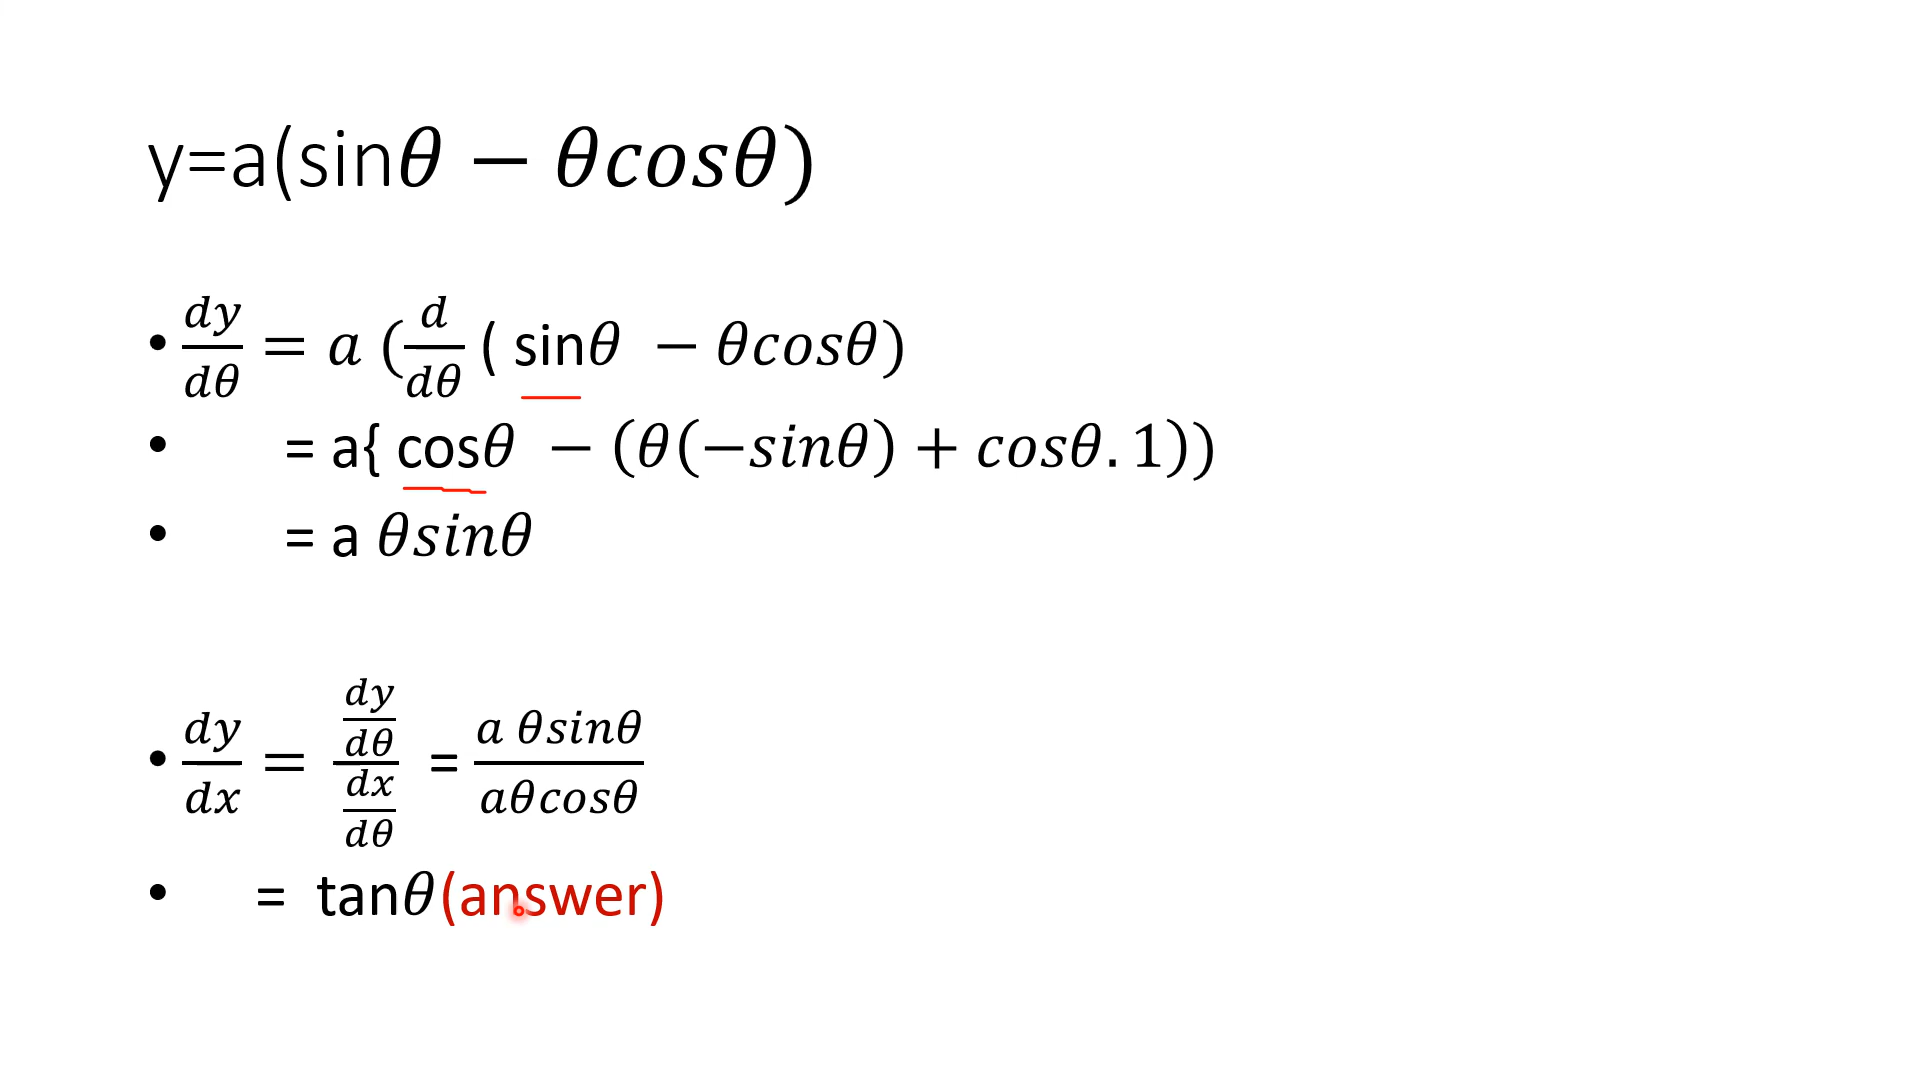 y=a(sin𝜃 − 𝜃𝑐𝑜𝑠𝜃)
• 𝑑𝑦/𝑑𝜃 = 𝑎 (𝑑/𝑑𝜃 ( sin𝜃 − 𝜃𝑐𝑜𝑠𝜃)
• = a{ cos𝜃 − (𝜃(−𝑠𝑖𝑛𝜃) + 𝑐𝑜𝑠𝜃. 1))
• = a 𝜃𝑠𝑖𝑛𝜃
• 𝑑𝑦/𝑑𝑥 = (𝑑𝑦/𝑑𝜃)/(𝑑𝑥/𝑑𝜃) = (𝑎 𝜃𝑠𝑖𝑛𝜃)/(𝑎𝜃𝑐𝑜𝑠𝜃)
• = tan𝜃(answer)